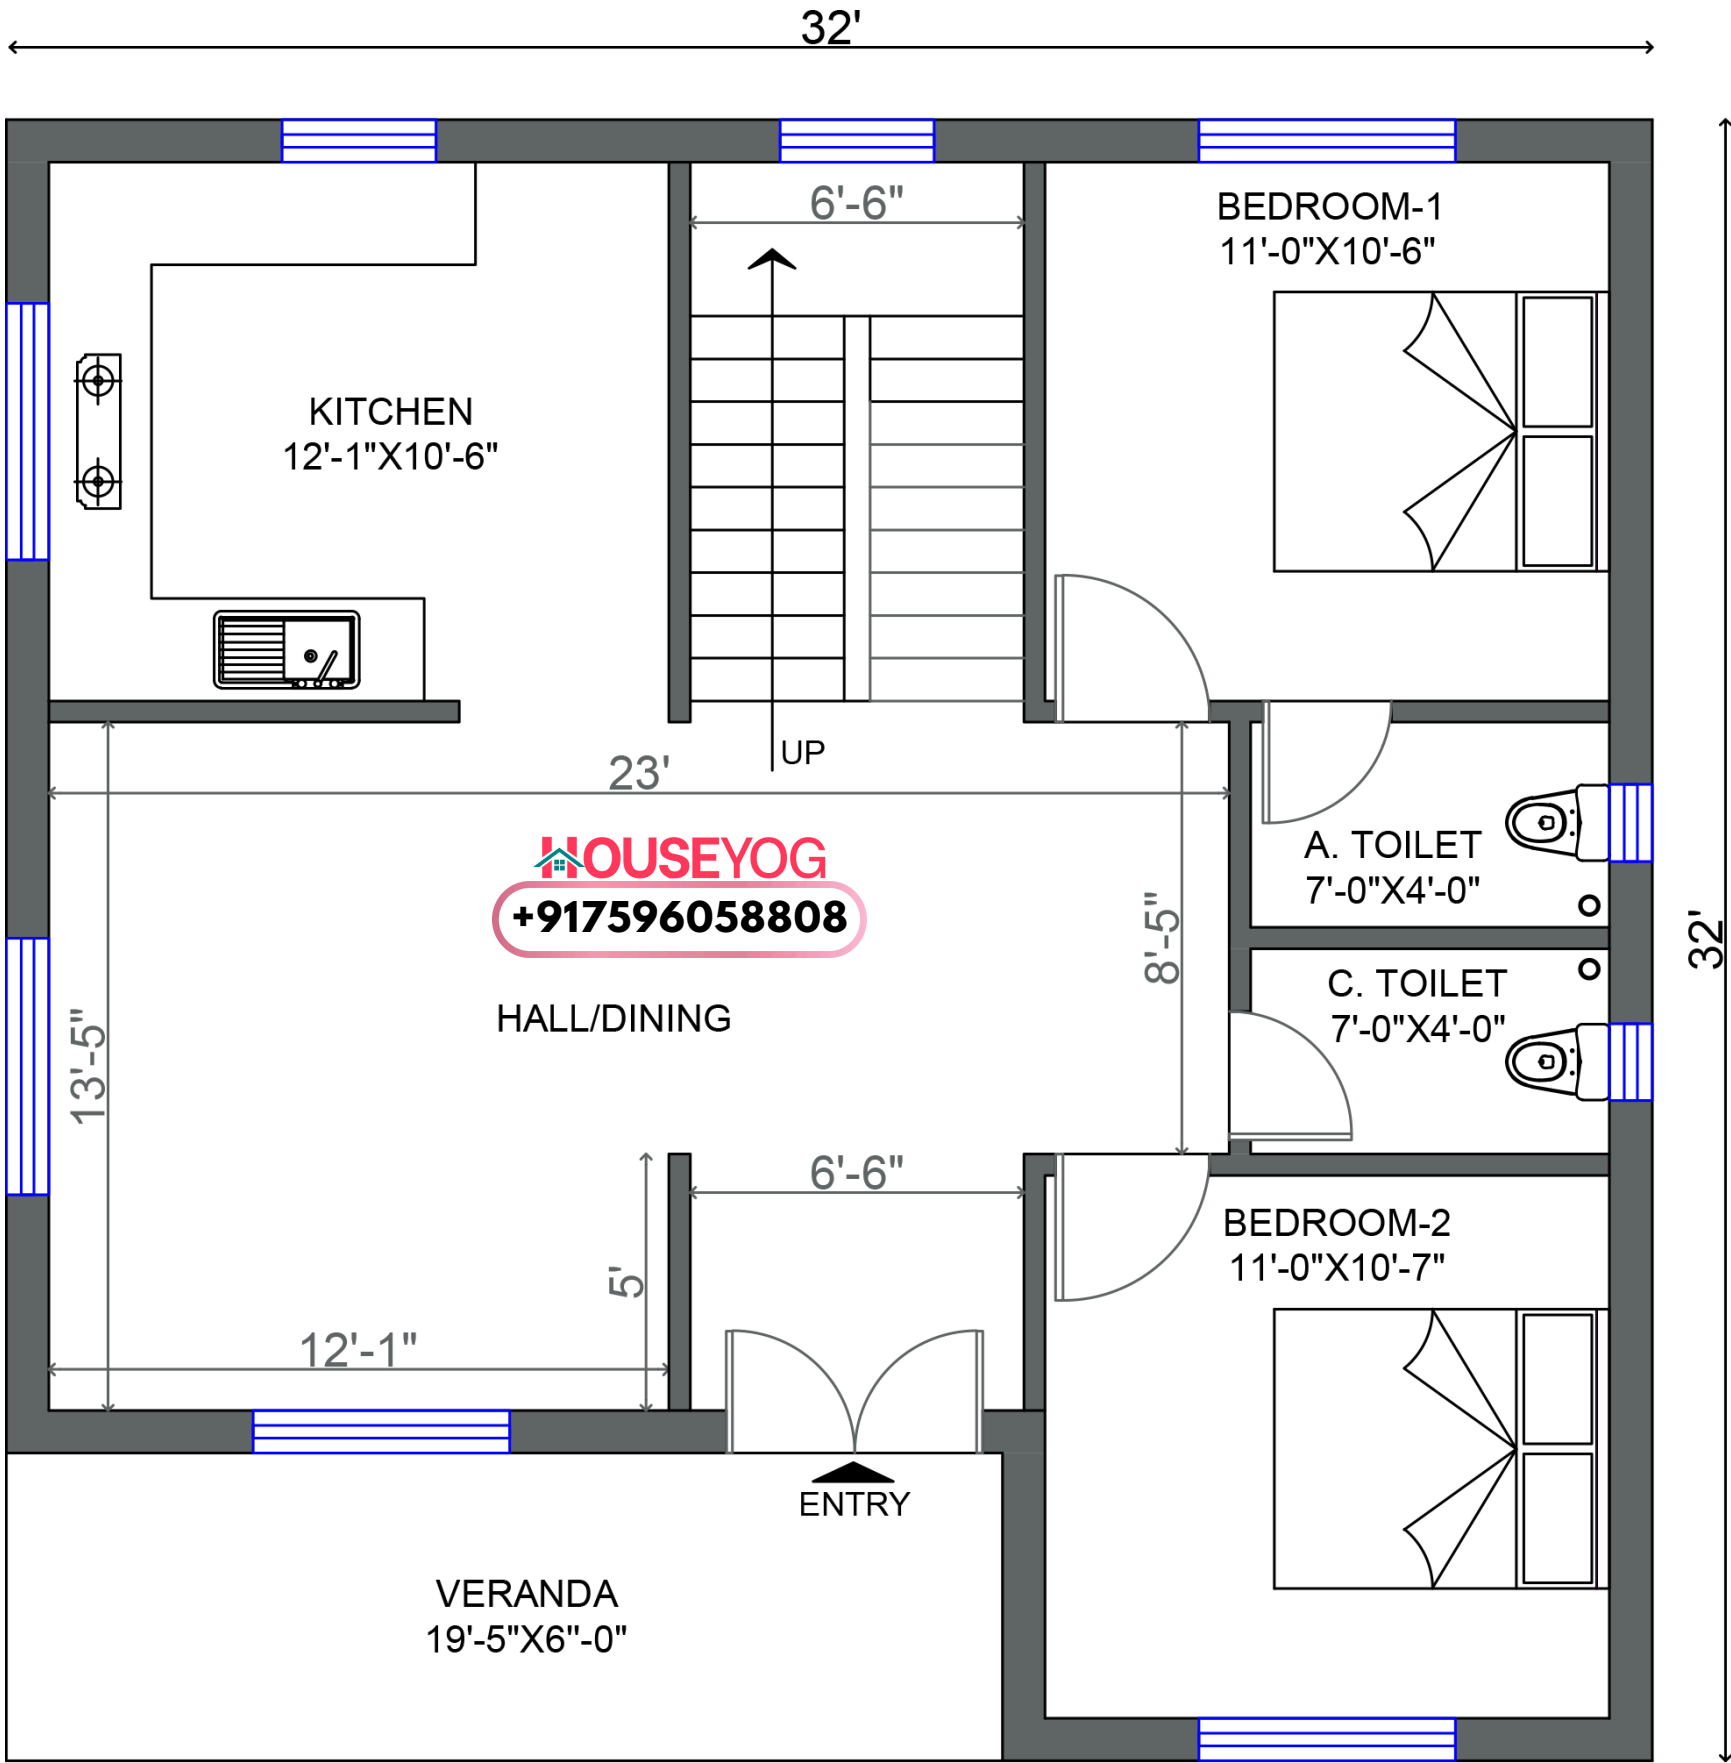 32'
6'-6"
BEDROOM-1
11'-0"X10'-6"
KITCHEN
12'-1"X10'-6"
UP
23'
HOUSEYOG
+917596058808
A. TOILET
7'-0"X4'-0"
8'-5"
32'
C. TOILET
7'-0"X4'-0"
HALL/DINING
13'-5"
6'-6"
BEDROOM-2
11'-0"X10'-7"
5'
12'-1"
ENTRY
VERANDA
19'-5"X6"-0"